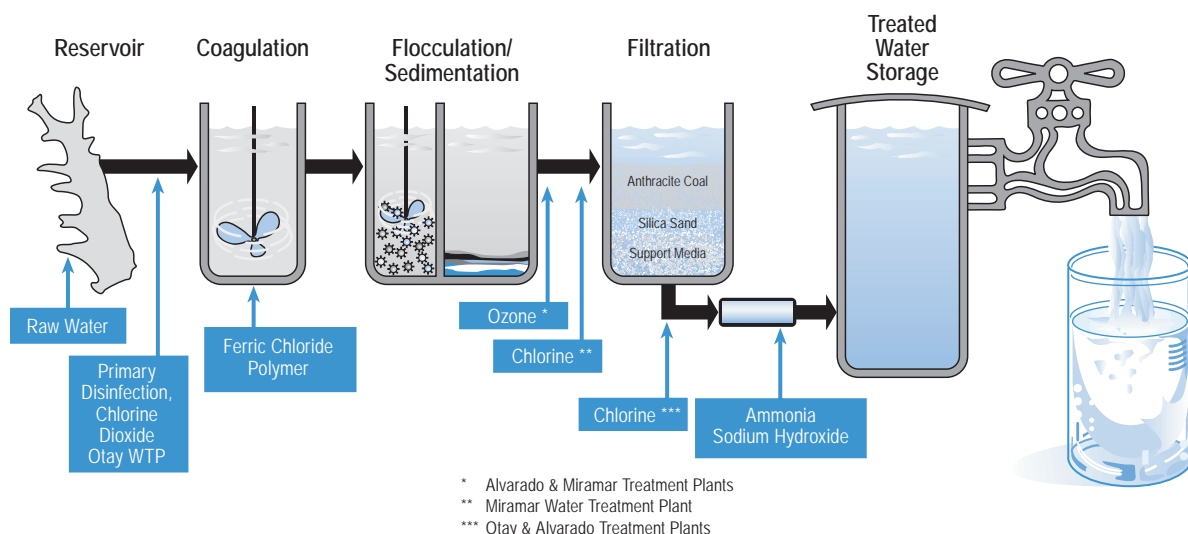 Reservoir
Coagulation
Flocculation/
Sedimentation
Filtration
Treated
Water
Storage
Anthracite Coal
Silica Sand
Support Media
Raw Water
Primary
Disinfection,
Chlorine
Dioxide
Otay WTP
Ferric Chloride
Polymer
Ozone *
Chlorine **
Chlorine ***
Ammonia
Sodium Hydroxide
* Alvarado & Miramar Treatment Plants
** Miramar Water Treatment Plant
*** Otay & Alvarado Treatment Plants